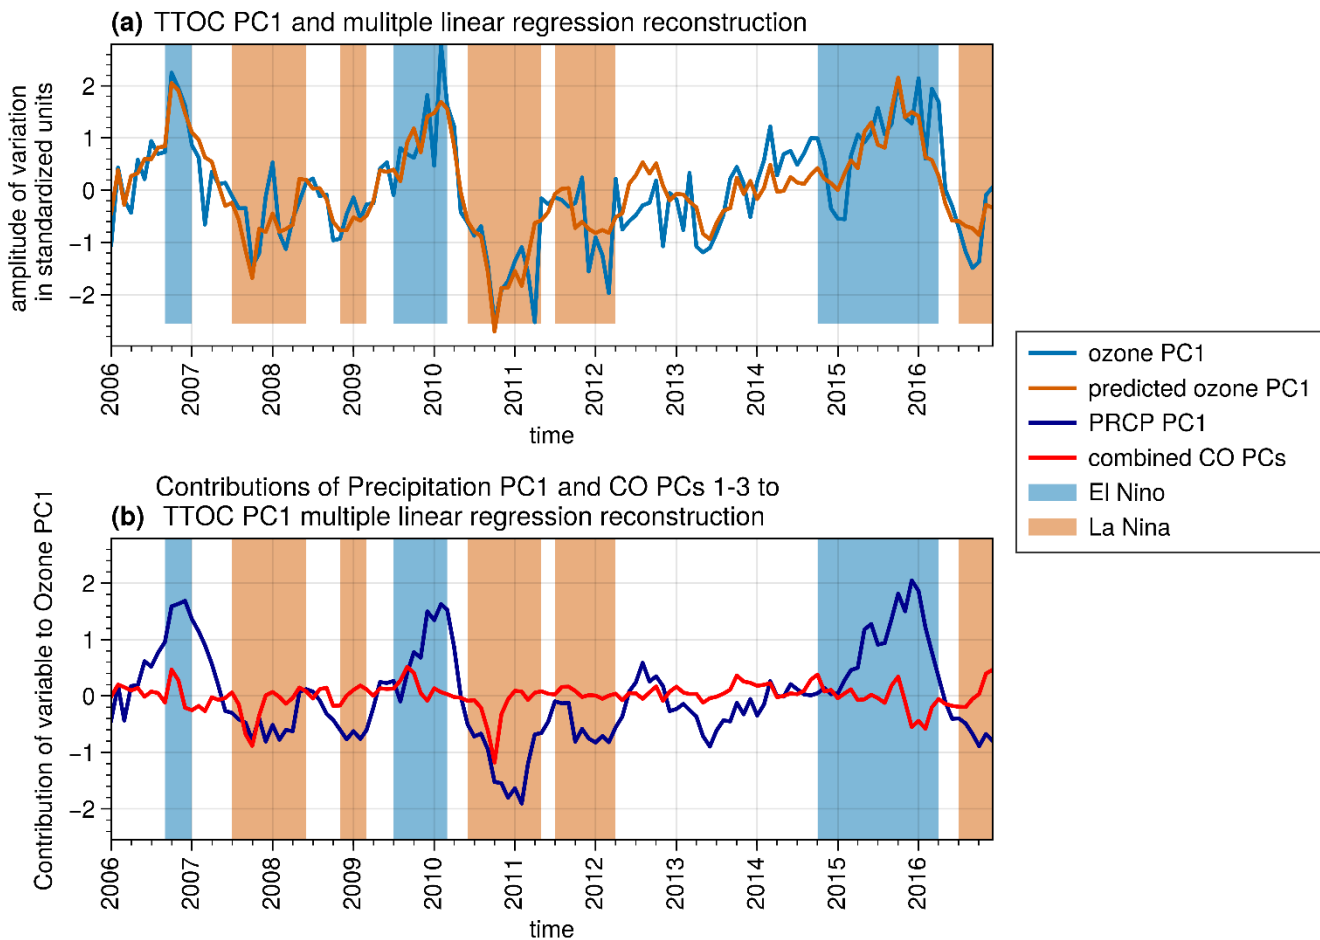 (a) TTOC PC1 and mulitple linear regression reconstruction
amplitude of variation
in standardized units
2
1
0
−1
−2
2006
2007
2008
2009
2010
2011
2012
2013
2014
2015
2016
time
ozone PC1
predicted ozone PC1
PRCP PC1
combined CO PCs
El Nino
La Nina
Contributions of Precipitation PC1 and CO PCs 1-3 to
(b) TTOC PC1 multiple linear regression reconstruction
Contribution of variable to Ozone PC1
2
1
0
−1
−2
2006
2007
2008
2009
2010
2011
2012
2013
2014
2015
2016
time